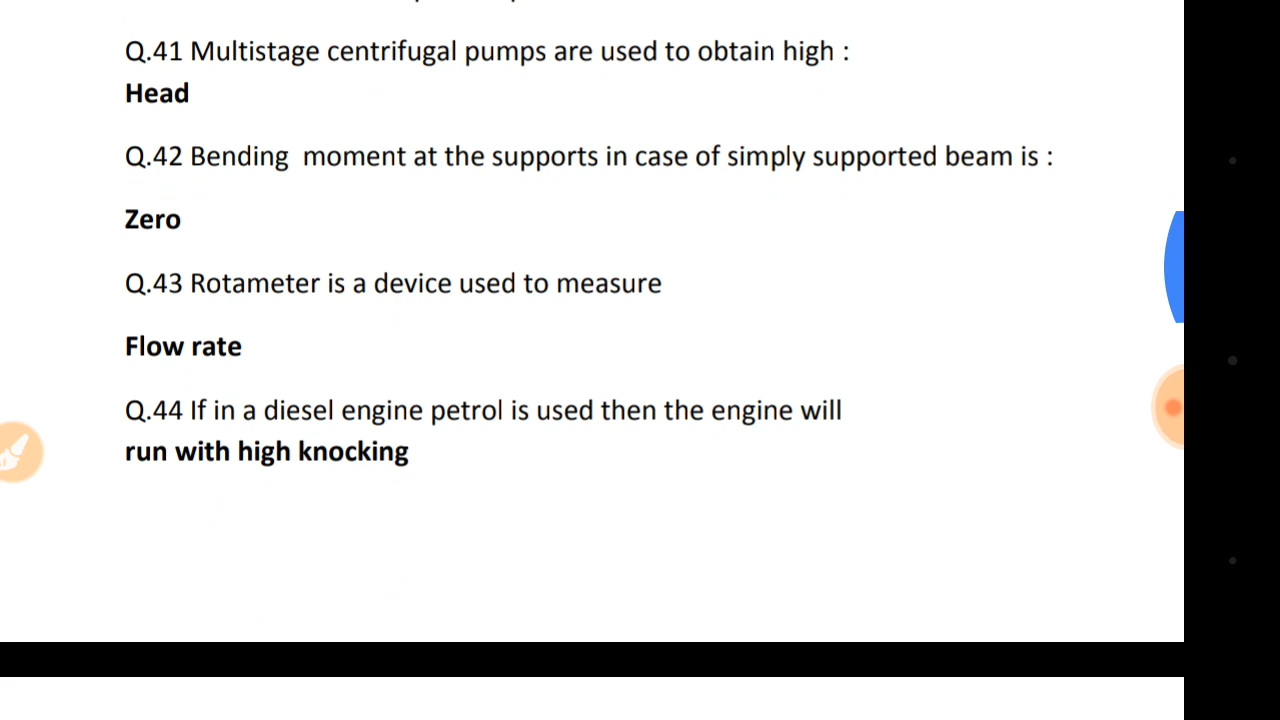 Q.41 Multistage centrifugal pumps are used to obtain high :
Head
Q.42 Bending  moment at the supports in case of simply supported beam is :
Zero
Q.43 Rotameter is a device used to measure
Flow rate
Q.44 If in a diesel engine petrol is used then the engine will
run with high knocking